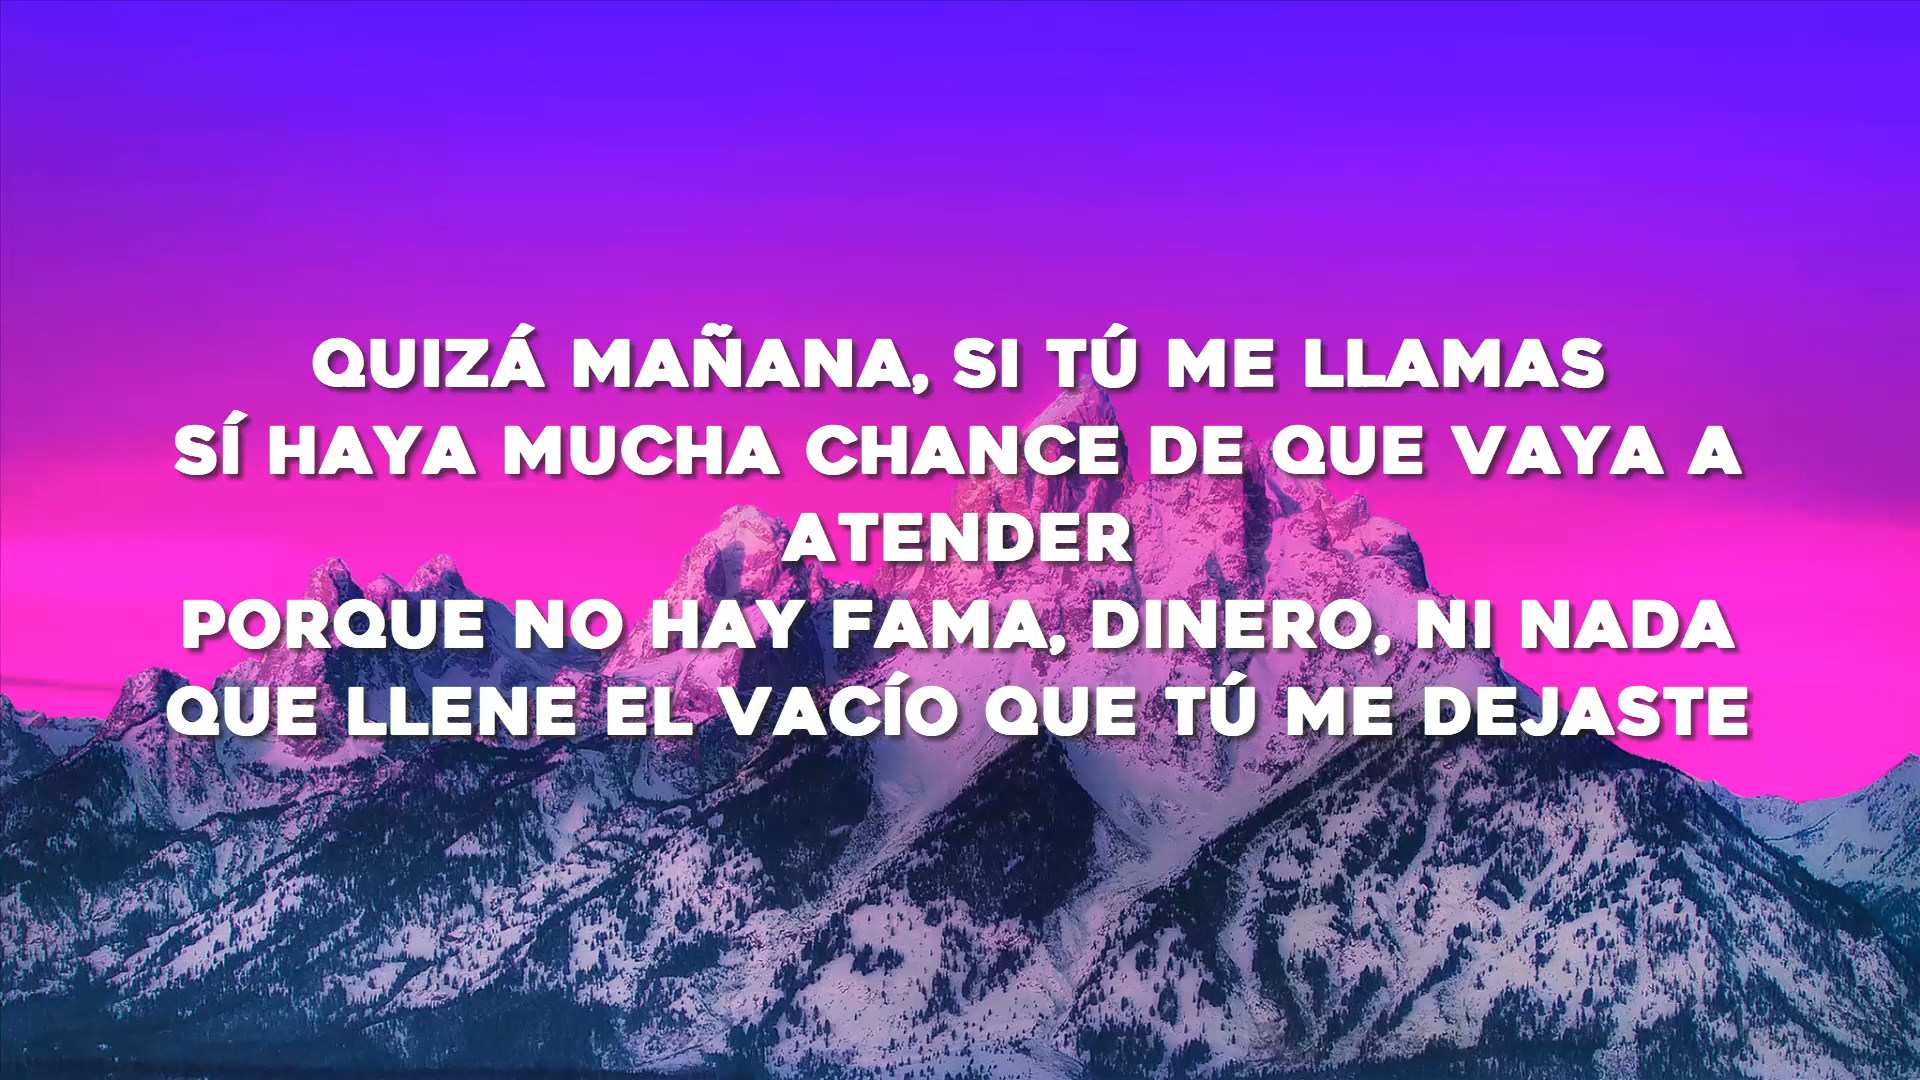 QUIZÁ MAÑANA, SI TÚ ME LLAMAS
SÍ HAYA MUCHA CHANCE DE QUE VAYA A
ATENDER
PORQUE NO HAY FAMA, DINERO, NI NADA
QUE LLENE EL VACÍO QUE TÚ ME DEJASTE